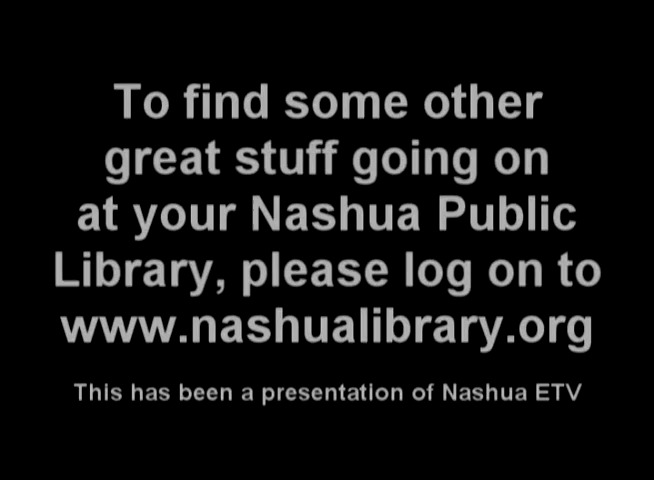 To find some other
great stuff going on
at your Nashua Public
Library, please log on to
www.nashualibrary.org
This has been a presentation of Nashua ETV